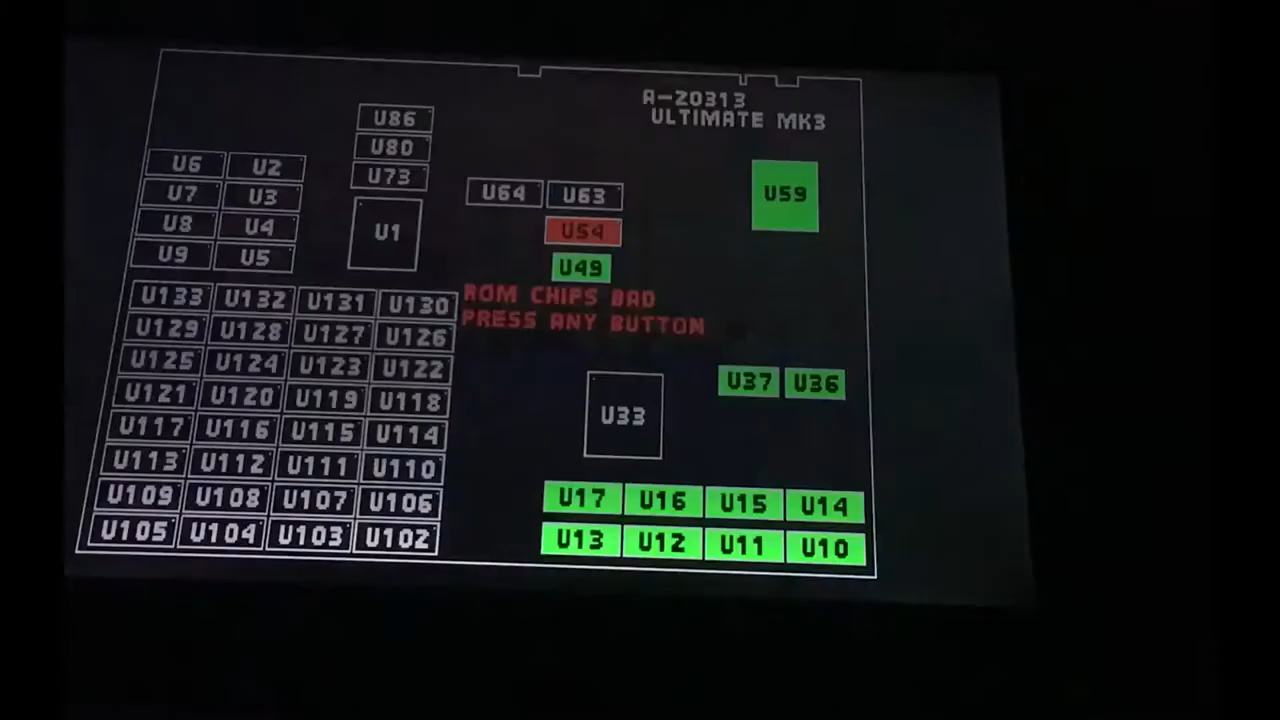 A-20313
ULTIMATE MK3
U86
U80
U73
U6 U2
U7 U3
U8 U4
U9 U5
U1
U64 U63
U54
U49
U59
ROM CHIPS BAD
PRESS ANY BUTTON
U133 U132 U131 U130
U129 U128 U127 U126
U125 U124 U123 U122
U121 U120 U119 U118
U117 U116 U115 U114
U113 U112 U111 U110
U109 U108 U107 U106
U105 U104 U103 U102
U37 U36
U33
U17 U16 U15 U14
U13 U12 U11 U10